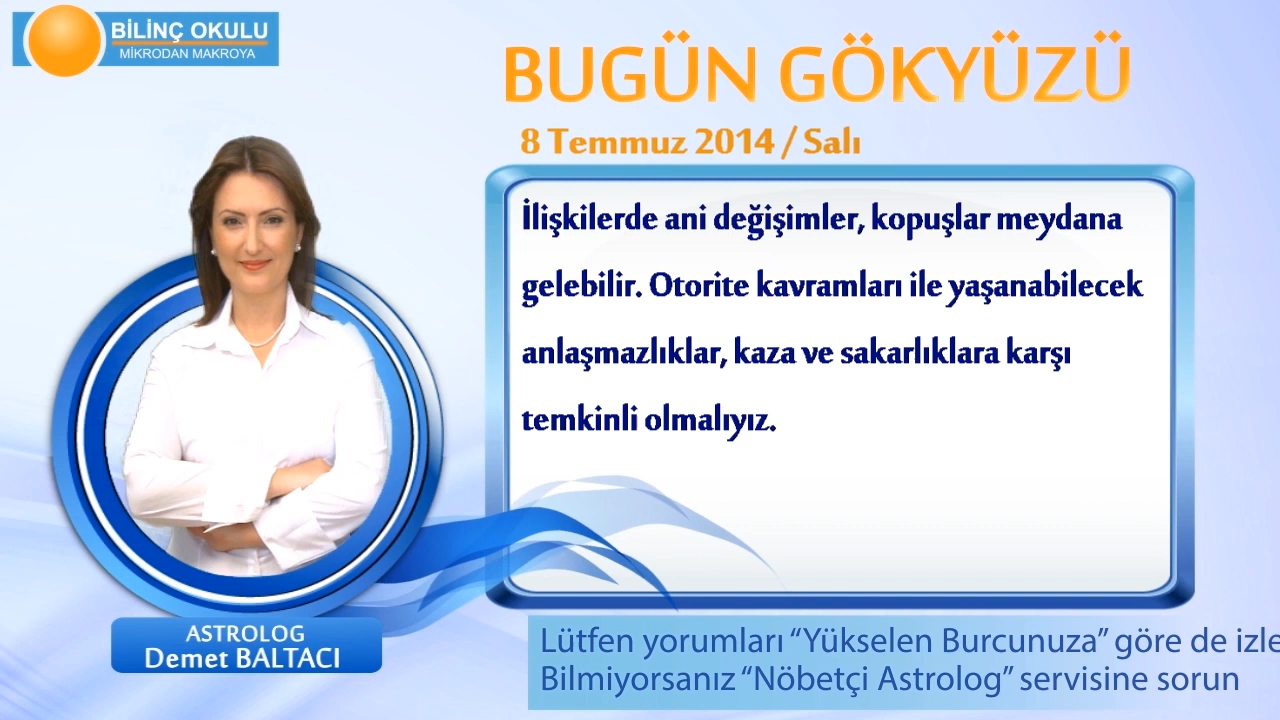 BİLİNÇ OKULU
MİKRODAN MAKROYA
BUGÜN GÖKYÜZÜ
8 Temmuz 2014 / Salı
İlişkilerde ani değişimler, kopuşlar meydana
gelebilir. Otorite kavramları ile yaşanabilecek
anlaşmazlıklar, kaza ve sakarlıklara karşı
temkinli olmalıyız.
ASTROLOG
Demet BALTACI
Lütfen yorumları “Yükselen Burcunuza” göre de izle
Bilmiyorsanız “Nöbetçi Astrolog” servisine sorun